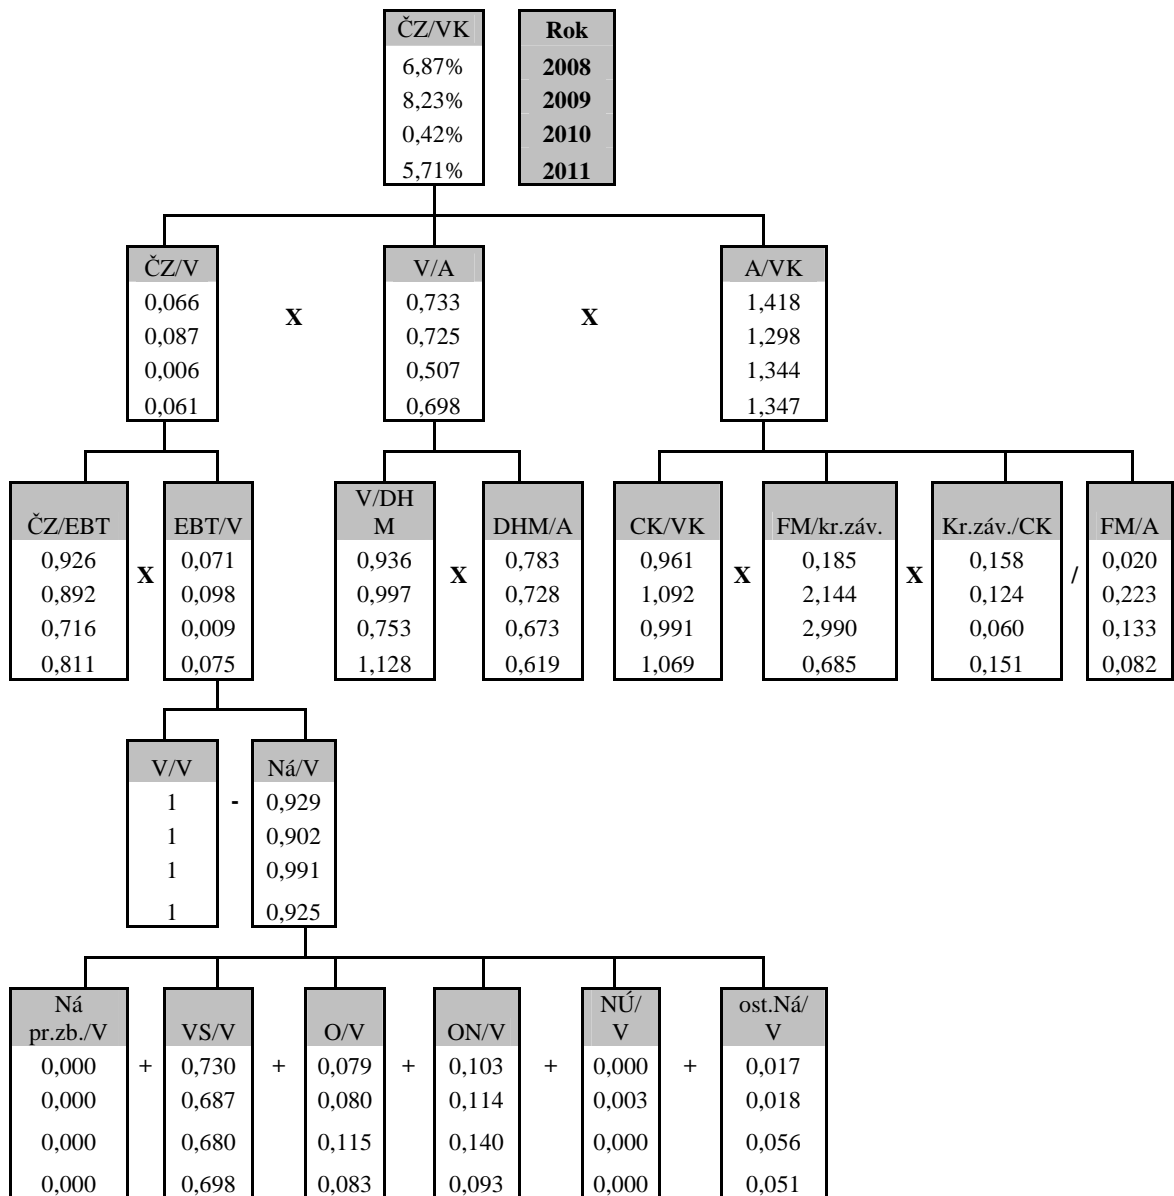 ČZ/VK Rok
6,87% 2008
8,23% 2009
0,42% 2010
5,71% 2011
ČZ/V V/A A/VK
0,066 0,733 1,418
X X
0,087 0,725 1,298
0,006 0,507 1,344
0,061 0,698 1,347
V/DH
M
ČZ/EBT EBT/V DHM/A CK/VK FM/kr.záv. Kr.záv./CK FM/A
0,926 0,071 0,936 0,783 0,961 0,185 0,158 0,020
X X X X /
0,892 0,098 0,997 0,728 1,092 2,144 0,124 0,223
0,716 0,009 0,753 0,673 0,991 2,990 0,060 0,133
0,811 0,075 1,128 0,619 1,069 0,685 0,151 0,082
V/V Ná/V
1 - 0,929
1 0,902
1 0,991
1 0,925
Ná NÚ/ ost.Ná/
pr.zb./V VS/V O/V ON/V V V
0,000 + 0,730 + 0,079 + 0,103 + 0,000 + 0,017
0,000 0,687 0,080 0,114 0,003 0,018
0,000 0,680 0,115 0,140 0,000 0,056
0,000 0,698 0,083 0,093 0,000 0,051